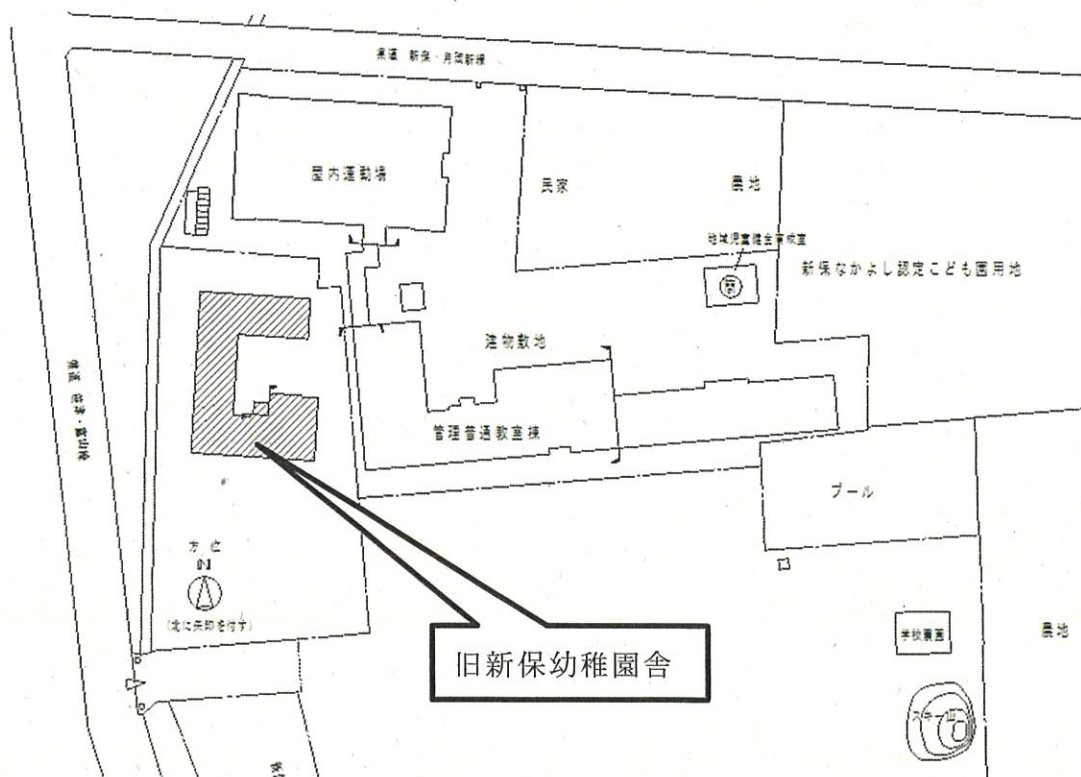 県道 新保・月岡新線
屋内運動場
民家
農地
地域児童健全育成室
新保なかよし認定こども園用地
建物敷地
管理普通教室棟
プール
方位
N
(北に矢印を付す)
旧新保幼稚園舎
学校農園
農地
スキー山